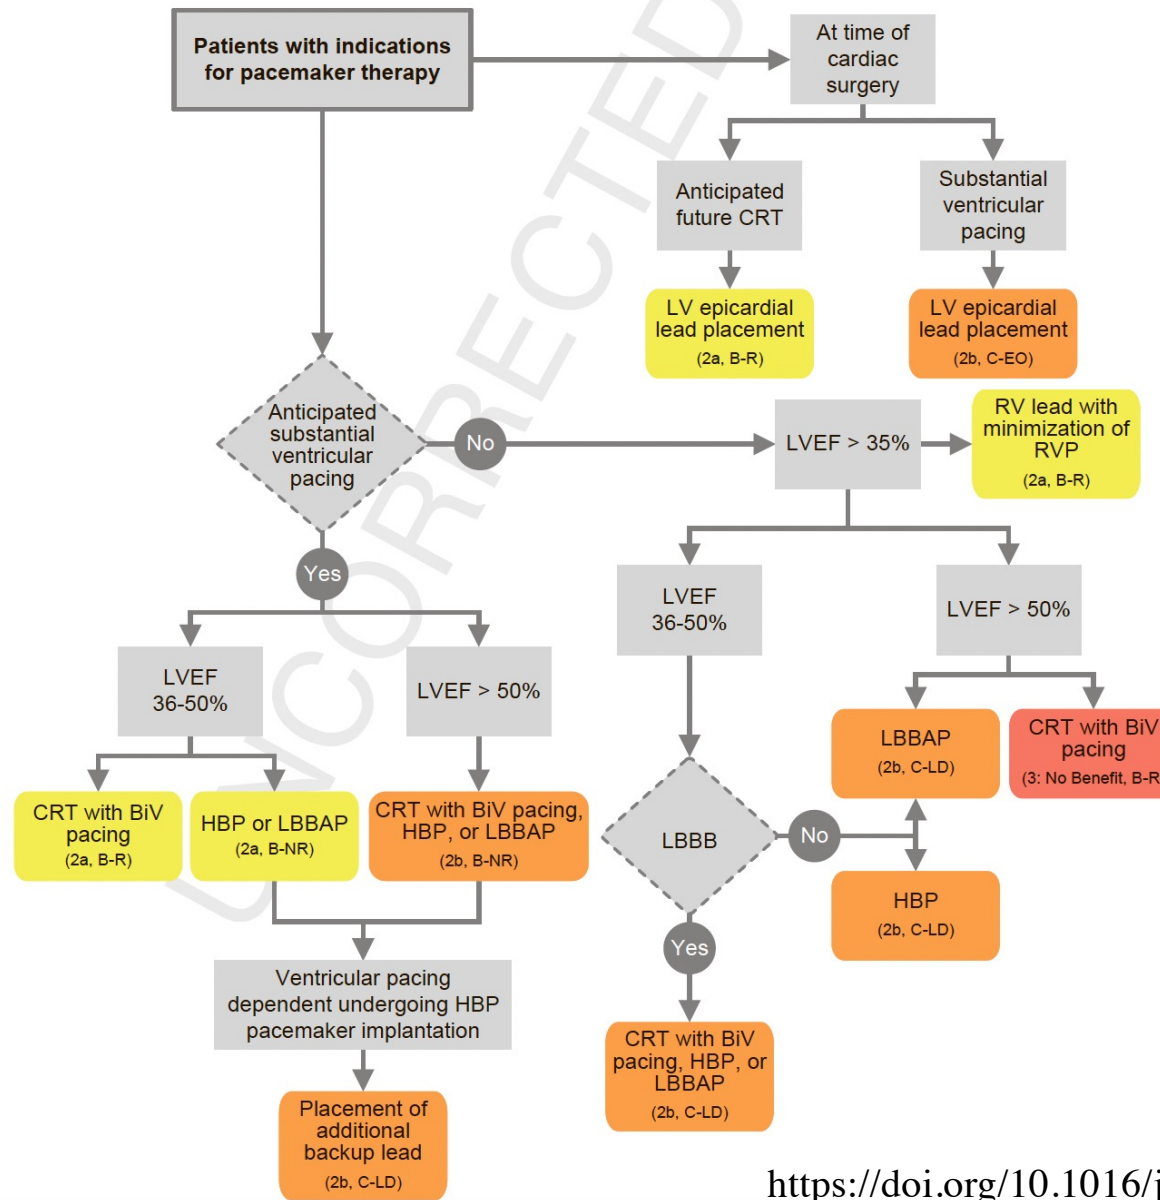 Patients with indications
for pacemaker therapy
At time of
cardiac
surgery
Anticipated
future CRT
Substantial
ventricular
pacing
LV epicardial
lead placement
(2a, B-R)
LV epicardial
lead placement
(2b, C-EO)
Anticipated
substantial
ventricular
pacing
No
LVEF > 35%
RV lead with
minimization of
RVP
(2a, B-R)
Yes
LVEF
36-50%
LVEF > 50%
LVEF
36-50%
LVEF > 50%
CRT with BiV
pacing
(2a, B-R)
HBP or LBBAP
(2a, B-NR)
CRT with BiV pacing,
HBP, or LBBAP
(2b, B-NR)
LBBAP
(2b, C-LD)
CRT with BiV
pacing
(3: No Benefit, B-R
LBBB
No
HBP
(2b, C-LD)
Yes
Ventricular pacing
dependent undergoing HBP
pacemaker implantation
CRT with BiV
pacing, HBP, or
LBBAP
(2b, C-LD)
Placement of
additional
backup lead
(2b, C-LD)
UNCORRECTED
https://doi.org/10.1016/j